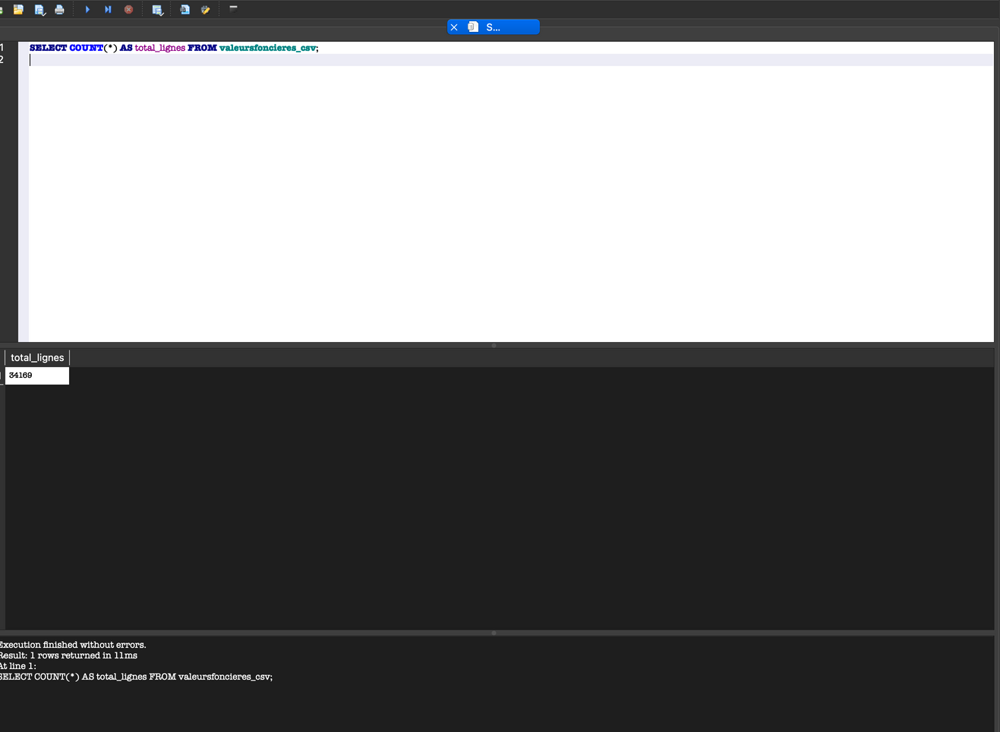 S...
1
SELECT COUNT(*) AS total_lignes FROM valeursfoncieres_csv;
2
total_lignes
34169
Execution finished without errors.
Result: 1 rows returned in 11ms
At line 1:
SELECT COUNT(*) AS total_lignes FROM valeursfoncieres_csv;